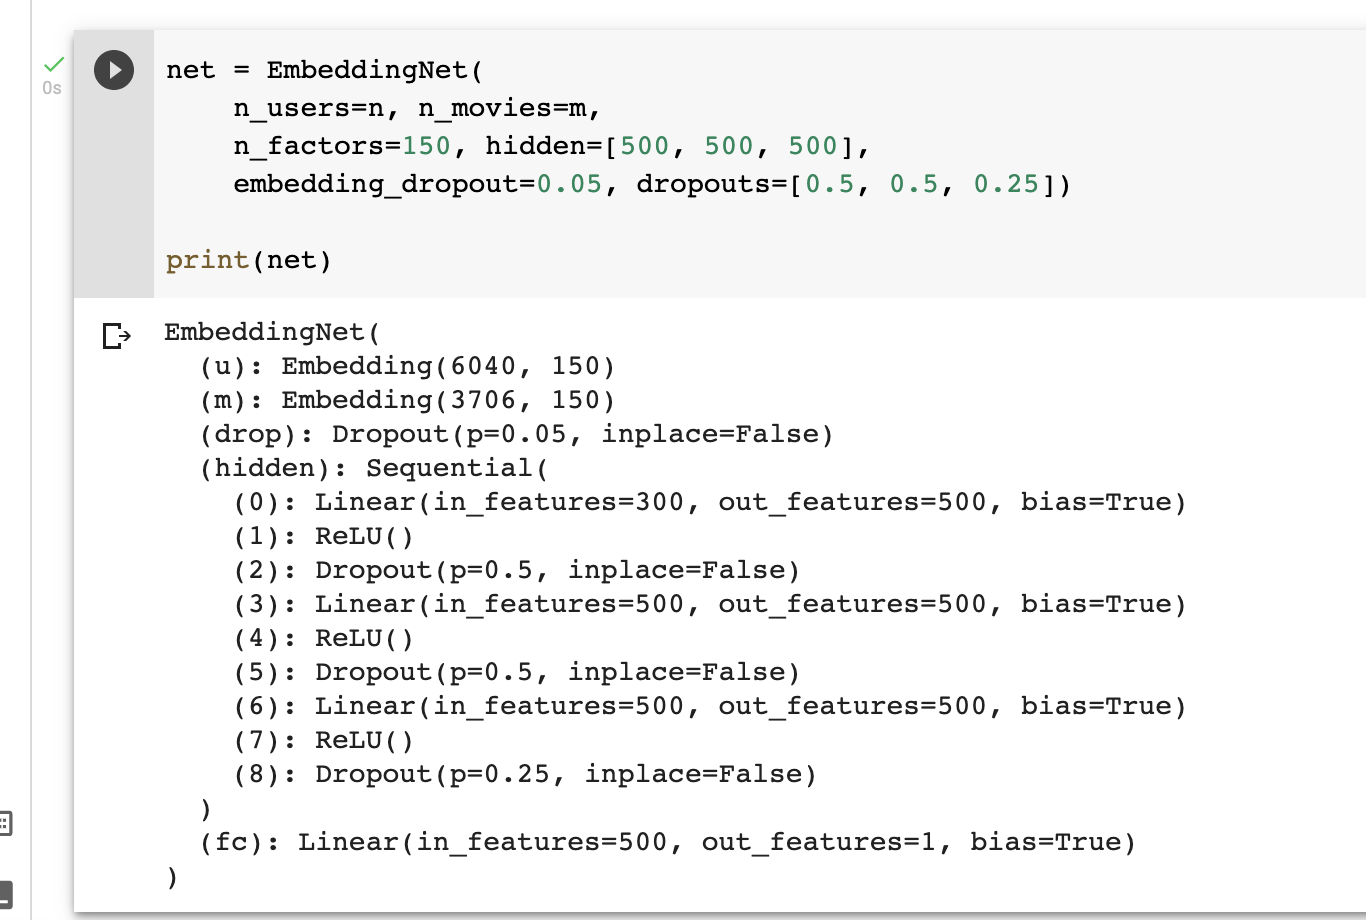 0s
net = EmbeddingNet(
    n_users=n, n_movies=m,
    n_factors=150, hidden=[500, 500, 500],
    embedding_dropout=0.05, dropouts=[0.5, 0.5, 0.25])
print(net)
EmbeddingNet(
  (u): Embedding(6040, 150)
  (m): Embedding(3706, 150)
  (drop): Dropout(p=0.05, inplace=False)
  (hidden): Sequential(
    (0): Linear(in_features=300, out_features=500, bias=True)
    (1): ReLU()
    (2): Dropout(p=0.5, inplace=False)
    (3): Linear(in_features=500, out_features=500, bias=True)
    (4): ReLU()
    (5): Dropout(p=0.5, inplace=False)
    (6): Linear(in_features=500, out_features=500, bias=True)
    (7): ReLU()
    (8): Dropout(p=0.25, inplace=False)
  )
  (fc): Linear(in_features=500, out_features=1, bias=True)
)